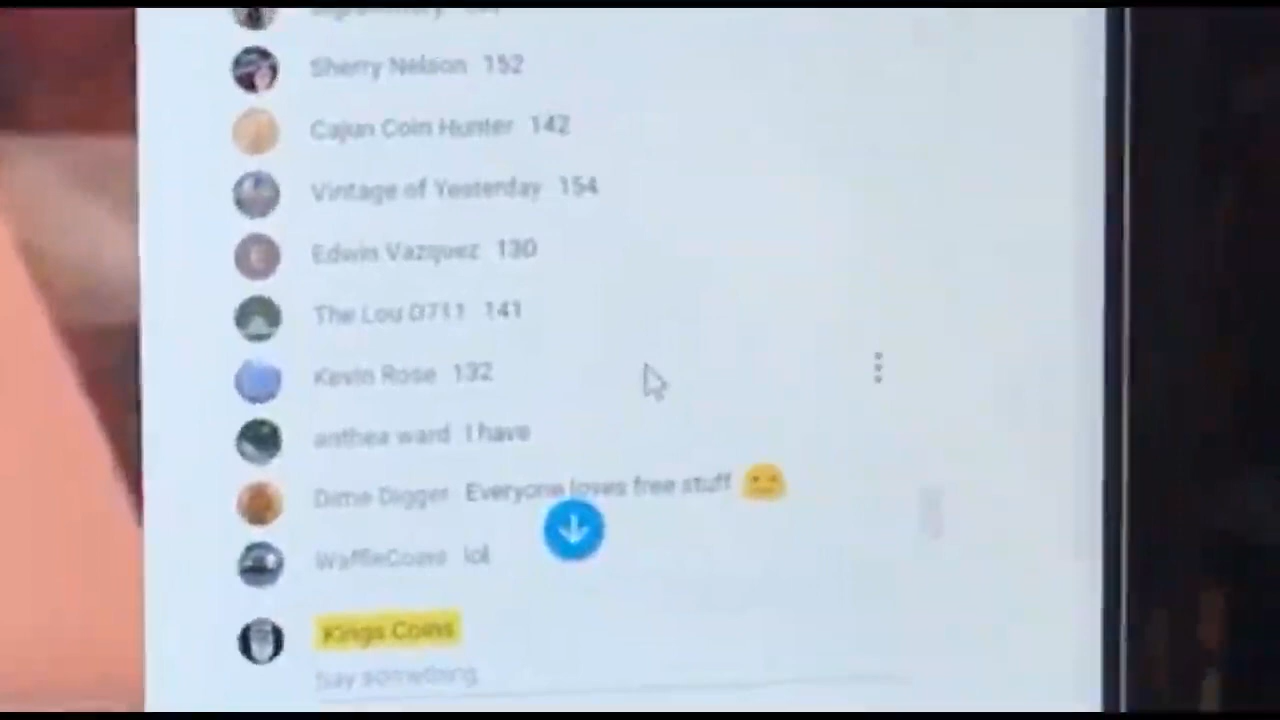 Sherry Nelson 152
Cajun Coin Hunter 142
Vintage of Yesterday 154
Edwin Vazquez 130
The Lou D711 141
Kevin Rose 132
anthea ward I have
Dime Digger Everyone loves free stuff
WaffleCoins lol
Kings Coins
Say something